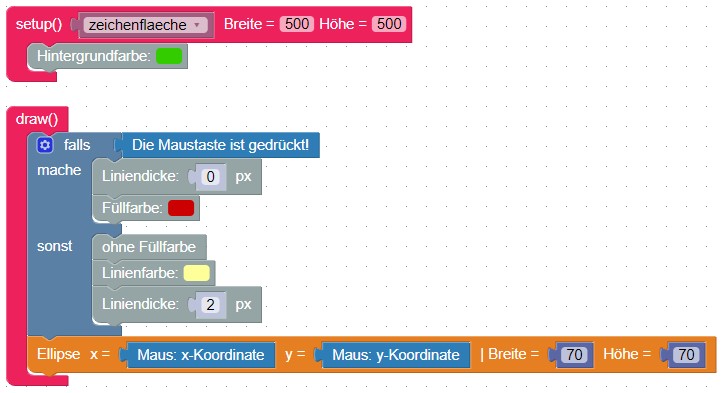 setup() zeichenflaeche Breite = 500 Höhe = 500
Hintergrundfarbe:
draw()
falls Die Maustaste ist gedrückt!
mache Liniendicke: 0 px
Füllfarbe:
sonst ohne Füllfarbe
Linienfarbe:
Liniendicke: 2 px
Ellipse x = Maus: x-Koordinate y = Maus: y-Koordinate | Breite = 70 Höhe = 70